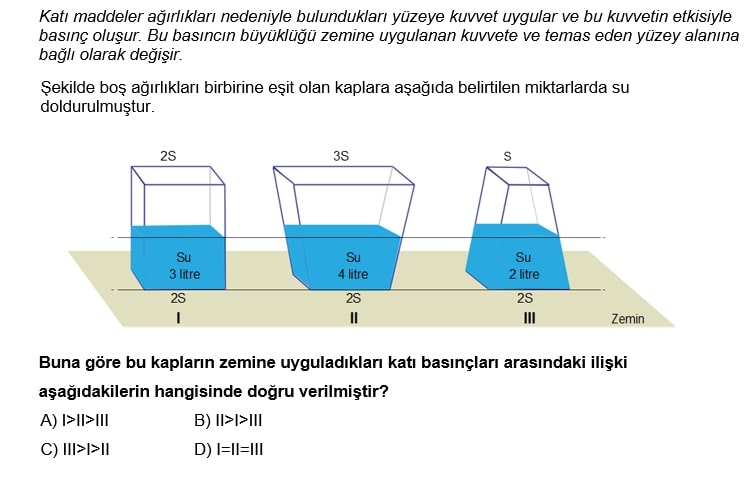 Katı maddeler ağırlıkları nedeniyle bulundukları yüzeye kuvvet uygular ve bu kuvvetin etkisiyle
basınç oluşur. Bu basıncın büyüklüğü zemine uygulanan kuvvete ve temas eden yüzey alanına
bağlı olarak değişir.
Şekilde boş ağırlıkları birbirine eşit olan kaplara aşağıda belirtilen miktarlarda su
doldurulmuştur.
2S 3S S
Su Su Su
3 litre 4 litre 2 litre
2S 2S 2S
I II III Zemin
Buna göre bu kapların zemine uyguladıkları katı basınçları arasındaki ilişki
aşağıdakilerin hangisinde doğru verilmiştir?
A) I>II>III B) II>I>III
C) III>I>II D) I=II=III